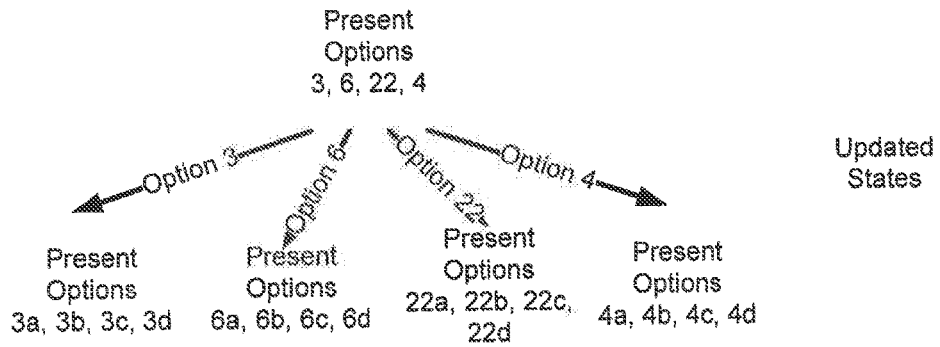 Present
Options
3, 6, 22, 4
Option 3
Option 6
Option 22
Option 4
Updated
States
Present
Options
3a, 3b, 3c, 3d
Present
Options
6a, 6b, 6c, 6d
Present
Options
22a, 22b, 22c,
22d
Present
Options
4a, 4b, 4c, 4d